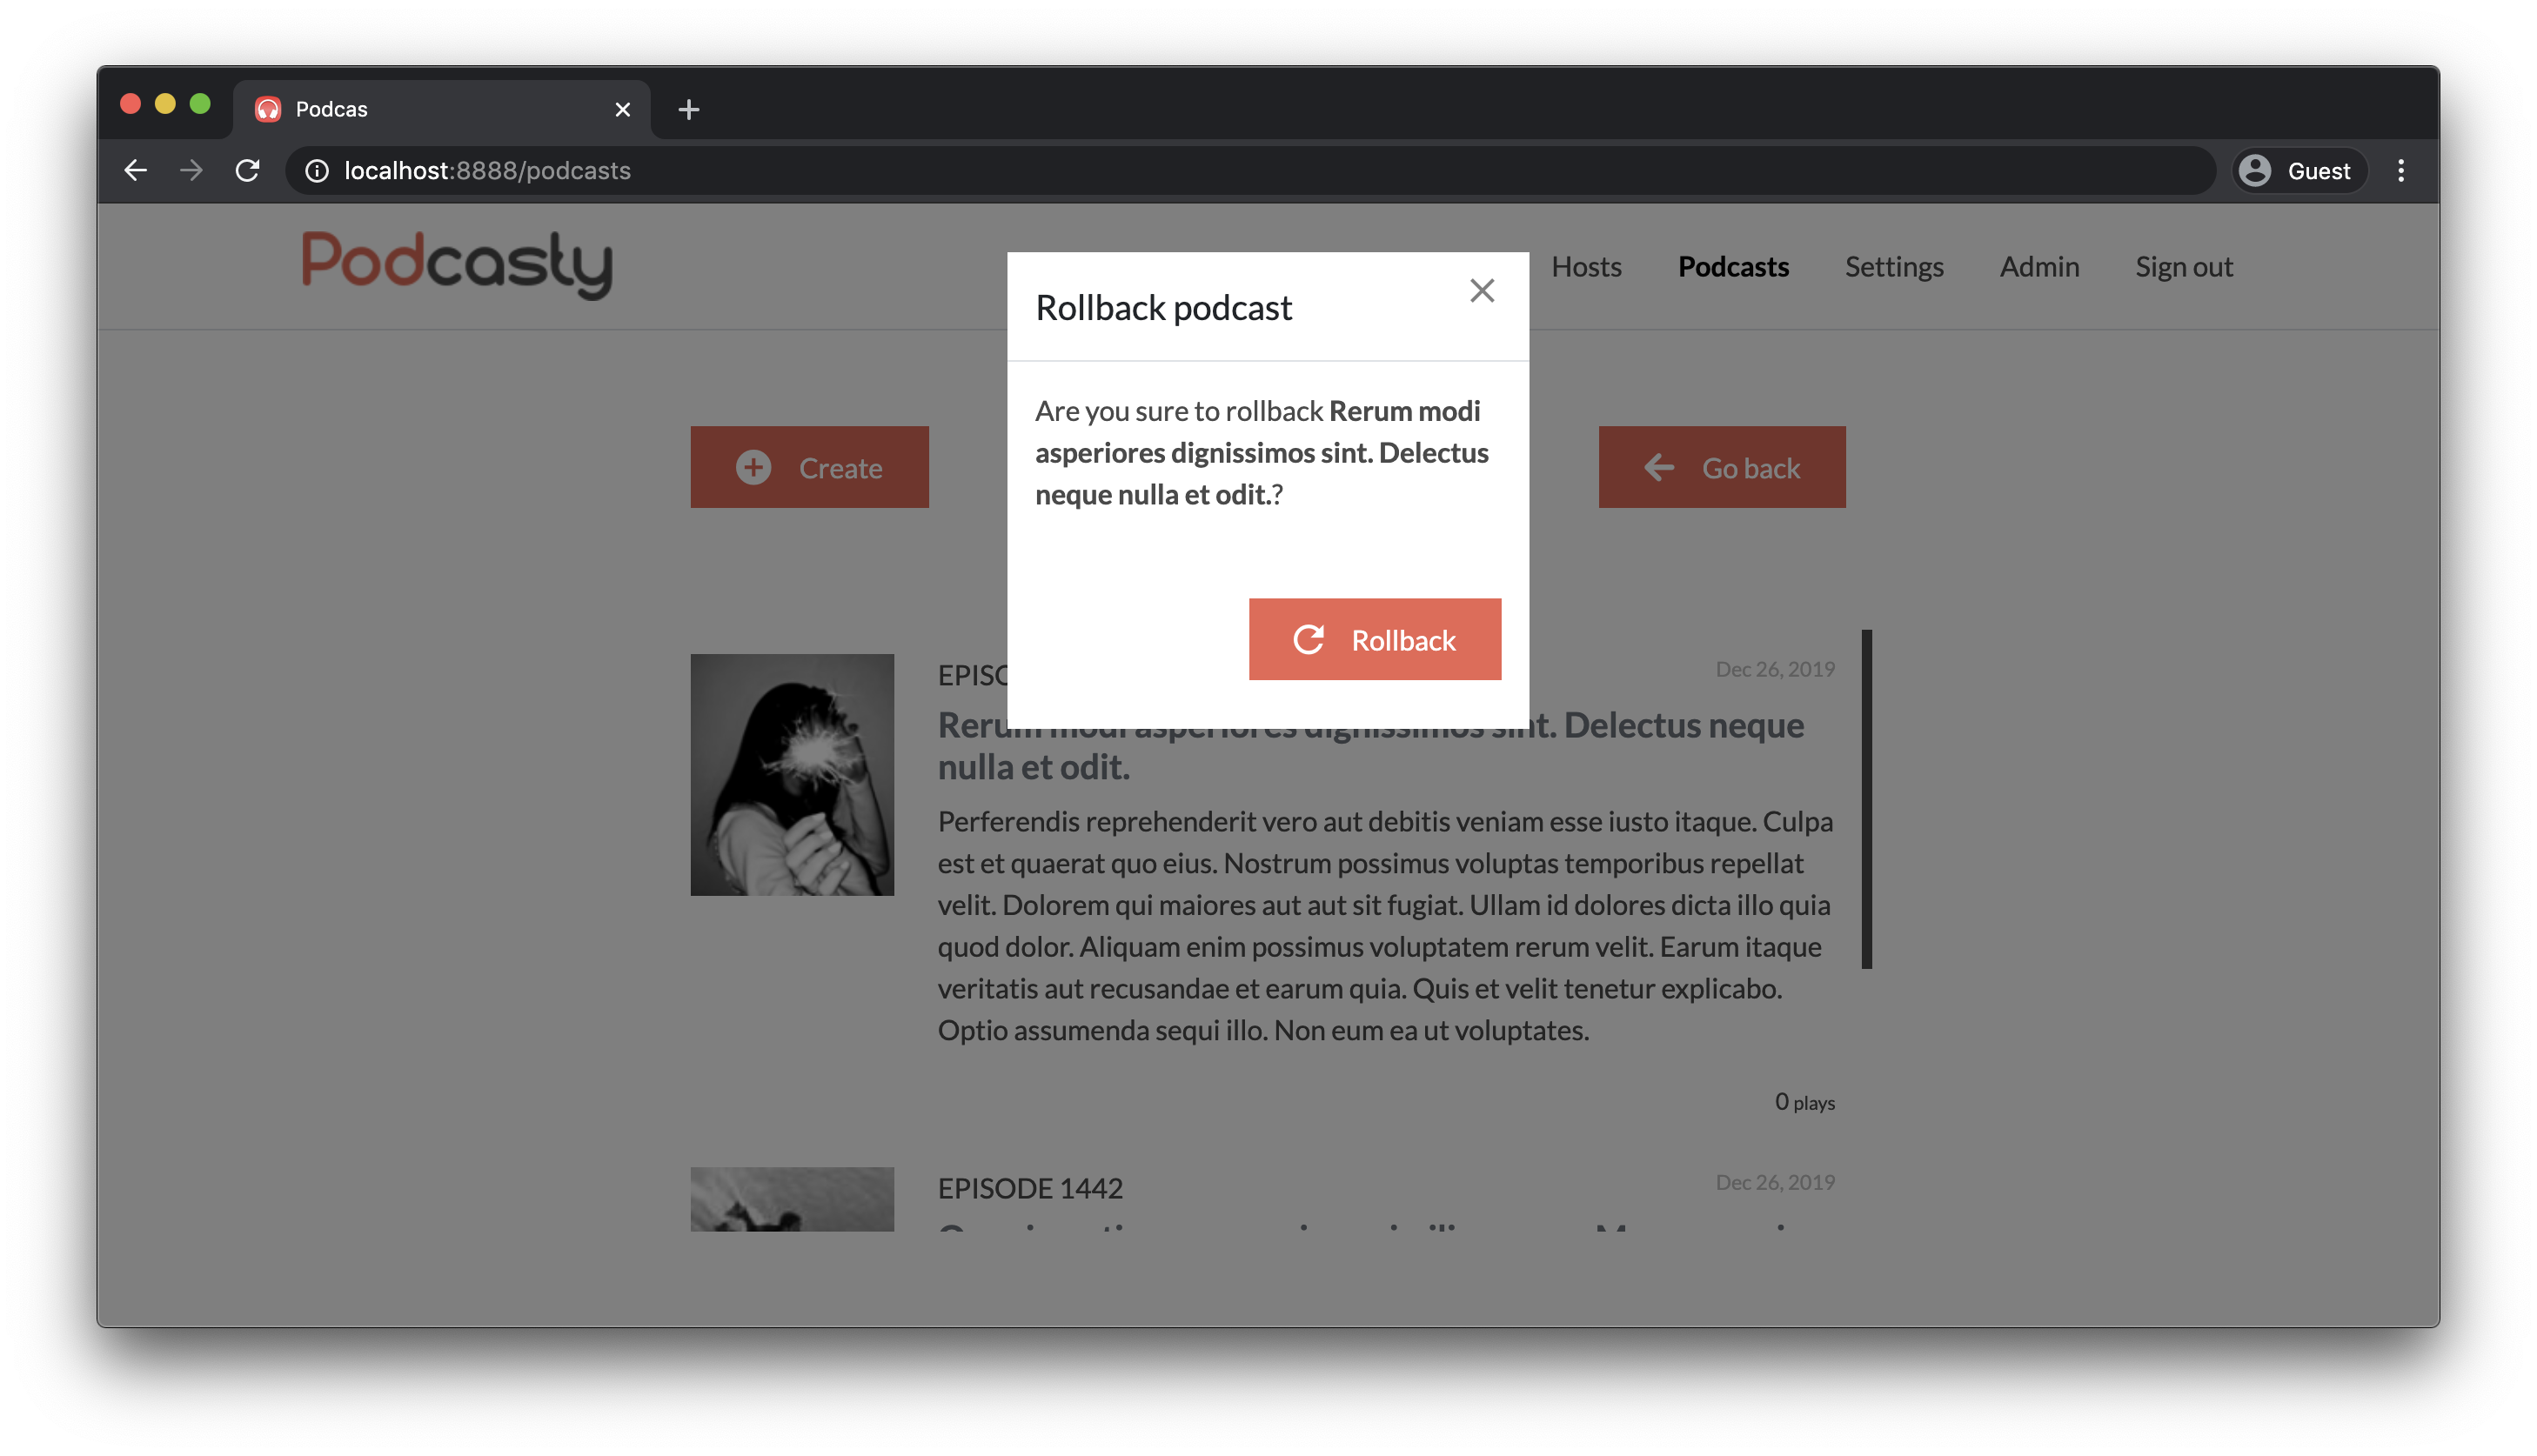 Podcas
localhost:8888/podcasts
Guest
Podcasty
Hosts
Podcasts
Settings
Admin
Sign out
Rollback podcast
Are you sure to rollback Rerum modi
asperiores dignissimos sint. Delectus
neque nulla et odit.?
Create
Go back
Rollback
Dec 26, 2019
Rerum modi asperiores dignissimos sint. Delectus neque
nulla et odit.
Perferendis reprehenderit vero aut debitis veniam esse iusto itaque. Culpa
est et quaerat quo eius. Nostrum possimus voluptas temporibus repellat
velit. Dolorem qui maiores aut aut sit fugiat. Ullam id dolores dicta illo quia
quod dolor. Aliquam enim possimus voluptatem rerum velit. Earum itaque
veritatis aut recusandae et earum quia. Quis et velit tenetur explicabo.
Optio assumenda sequi illo. Non eum ea ut voluptates.
0 plays
EPISODE 1442
Dec 26, 2019